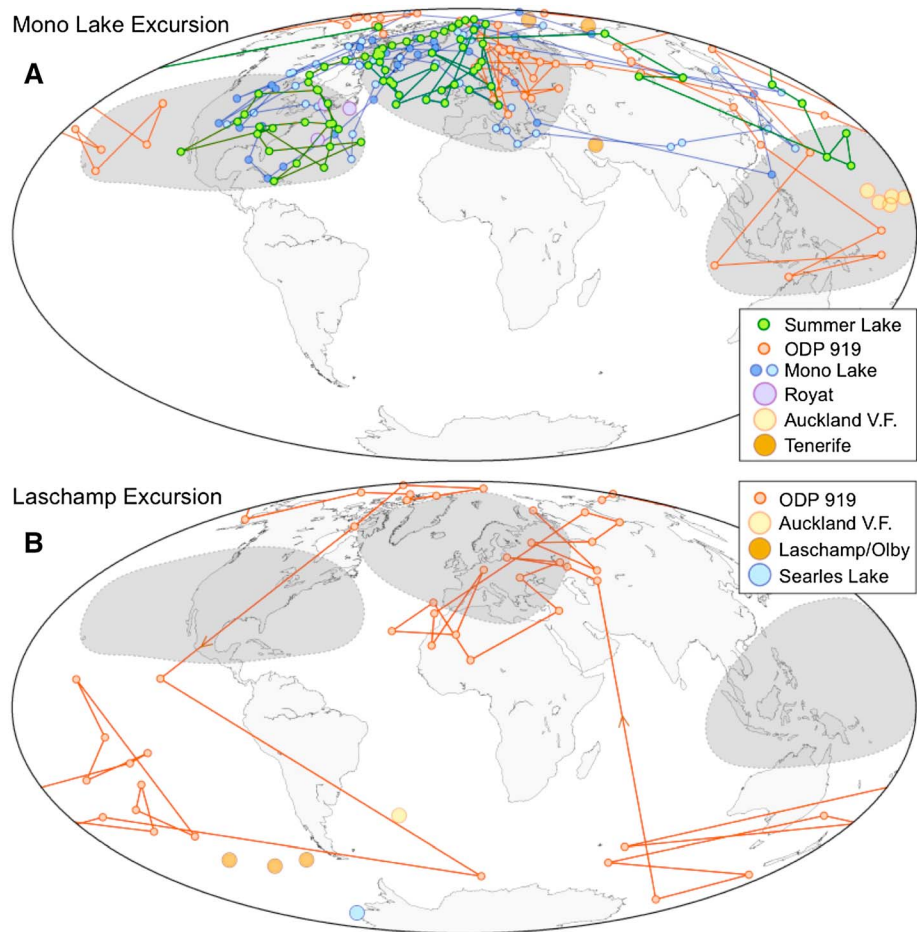 Mono Lake Excursion
A
Summer Lake
ODP 919
Mono Lake
Royat
Auckland V.F.
Tenerife
Laschamp Excursion
B
ODP 919
Auckland V.F.
Laschamp/Olby
Searles Lake